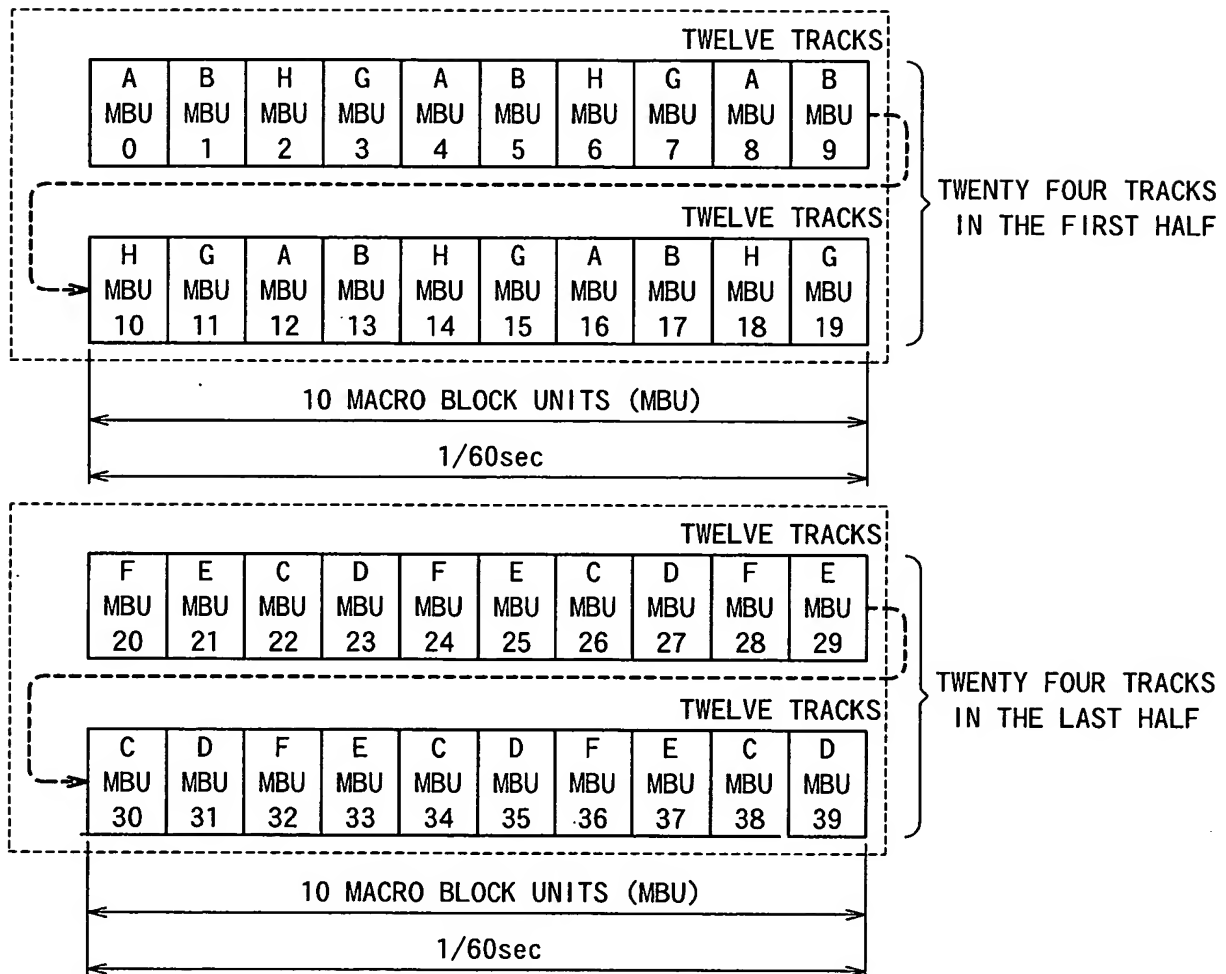 TWELVE TRACKS
A B H G A B H G A B
MBU MBU MBU MBU MBU MBU MBU MBU MBU MBU
0 1 2 3 4 5 6 7 8 9
TWENTY FOUR TRACKS
IN THE FIRST HALF
TWELVE TRACKS
H G A B H G A B H G
MBU MBU MBU MBU MBU MBU MBU MBU MBU MBU
10 11 12 13 14 15 16 17 18 19
10 MACRO BLOCK UNITS (MBU)
1/60sec
TWELVE TRACKS
F E C D F E C D F E
MBU MBU MBU MBU MBU MBU MBU MBU MBU MBU
20 21 22 23 24 25 26 27 28 29
TWENTY FOUR TRACKS
IN THE LAST HALF
TWELVE TRACKS
C D F E C D F E C D
MBU MBU MBU MBU MBU MBU MBU MBU MBU MBU
30 31 32 33 34 35 36 37 38 39
10 MACRO BLOCK UNITS (MBU)
1/60sec